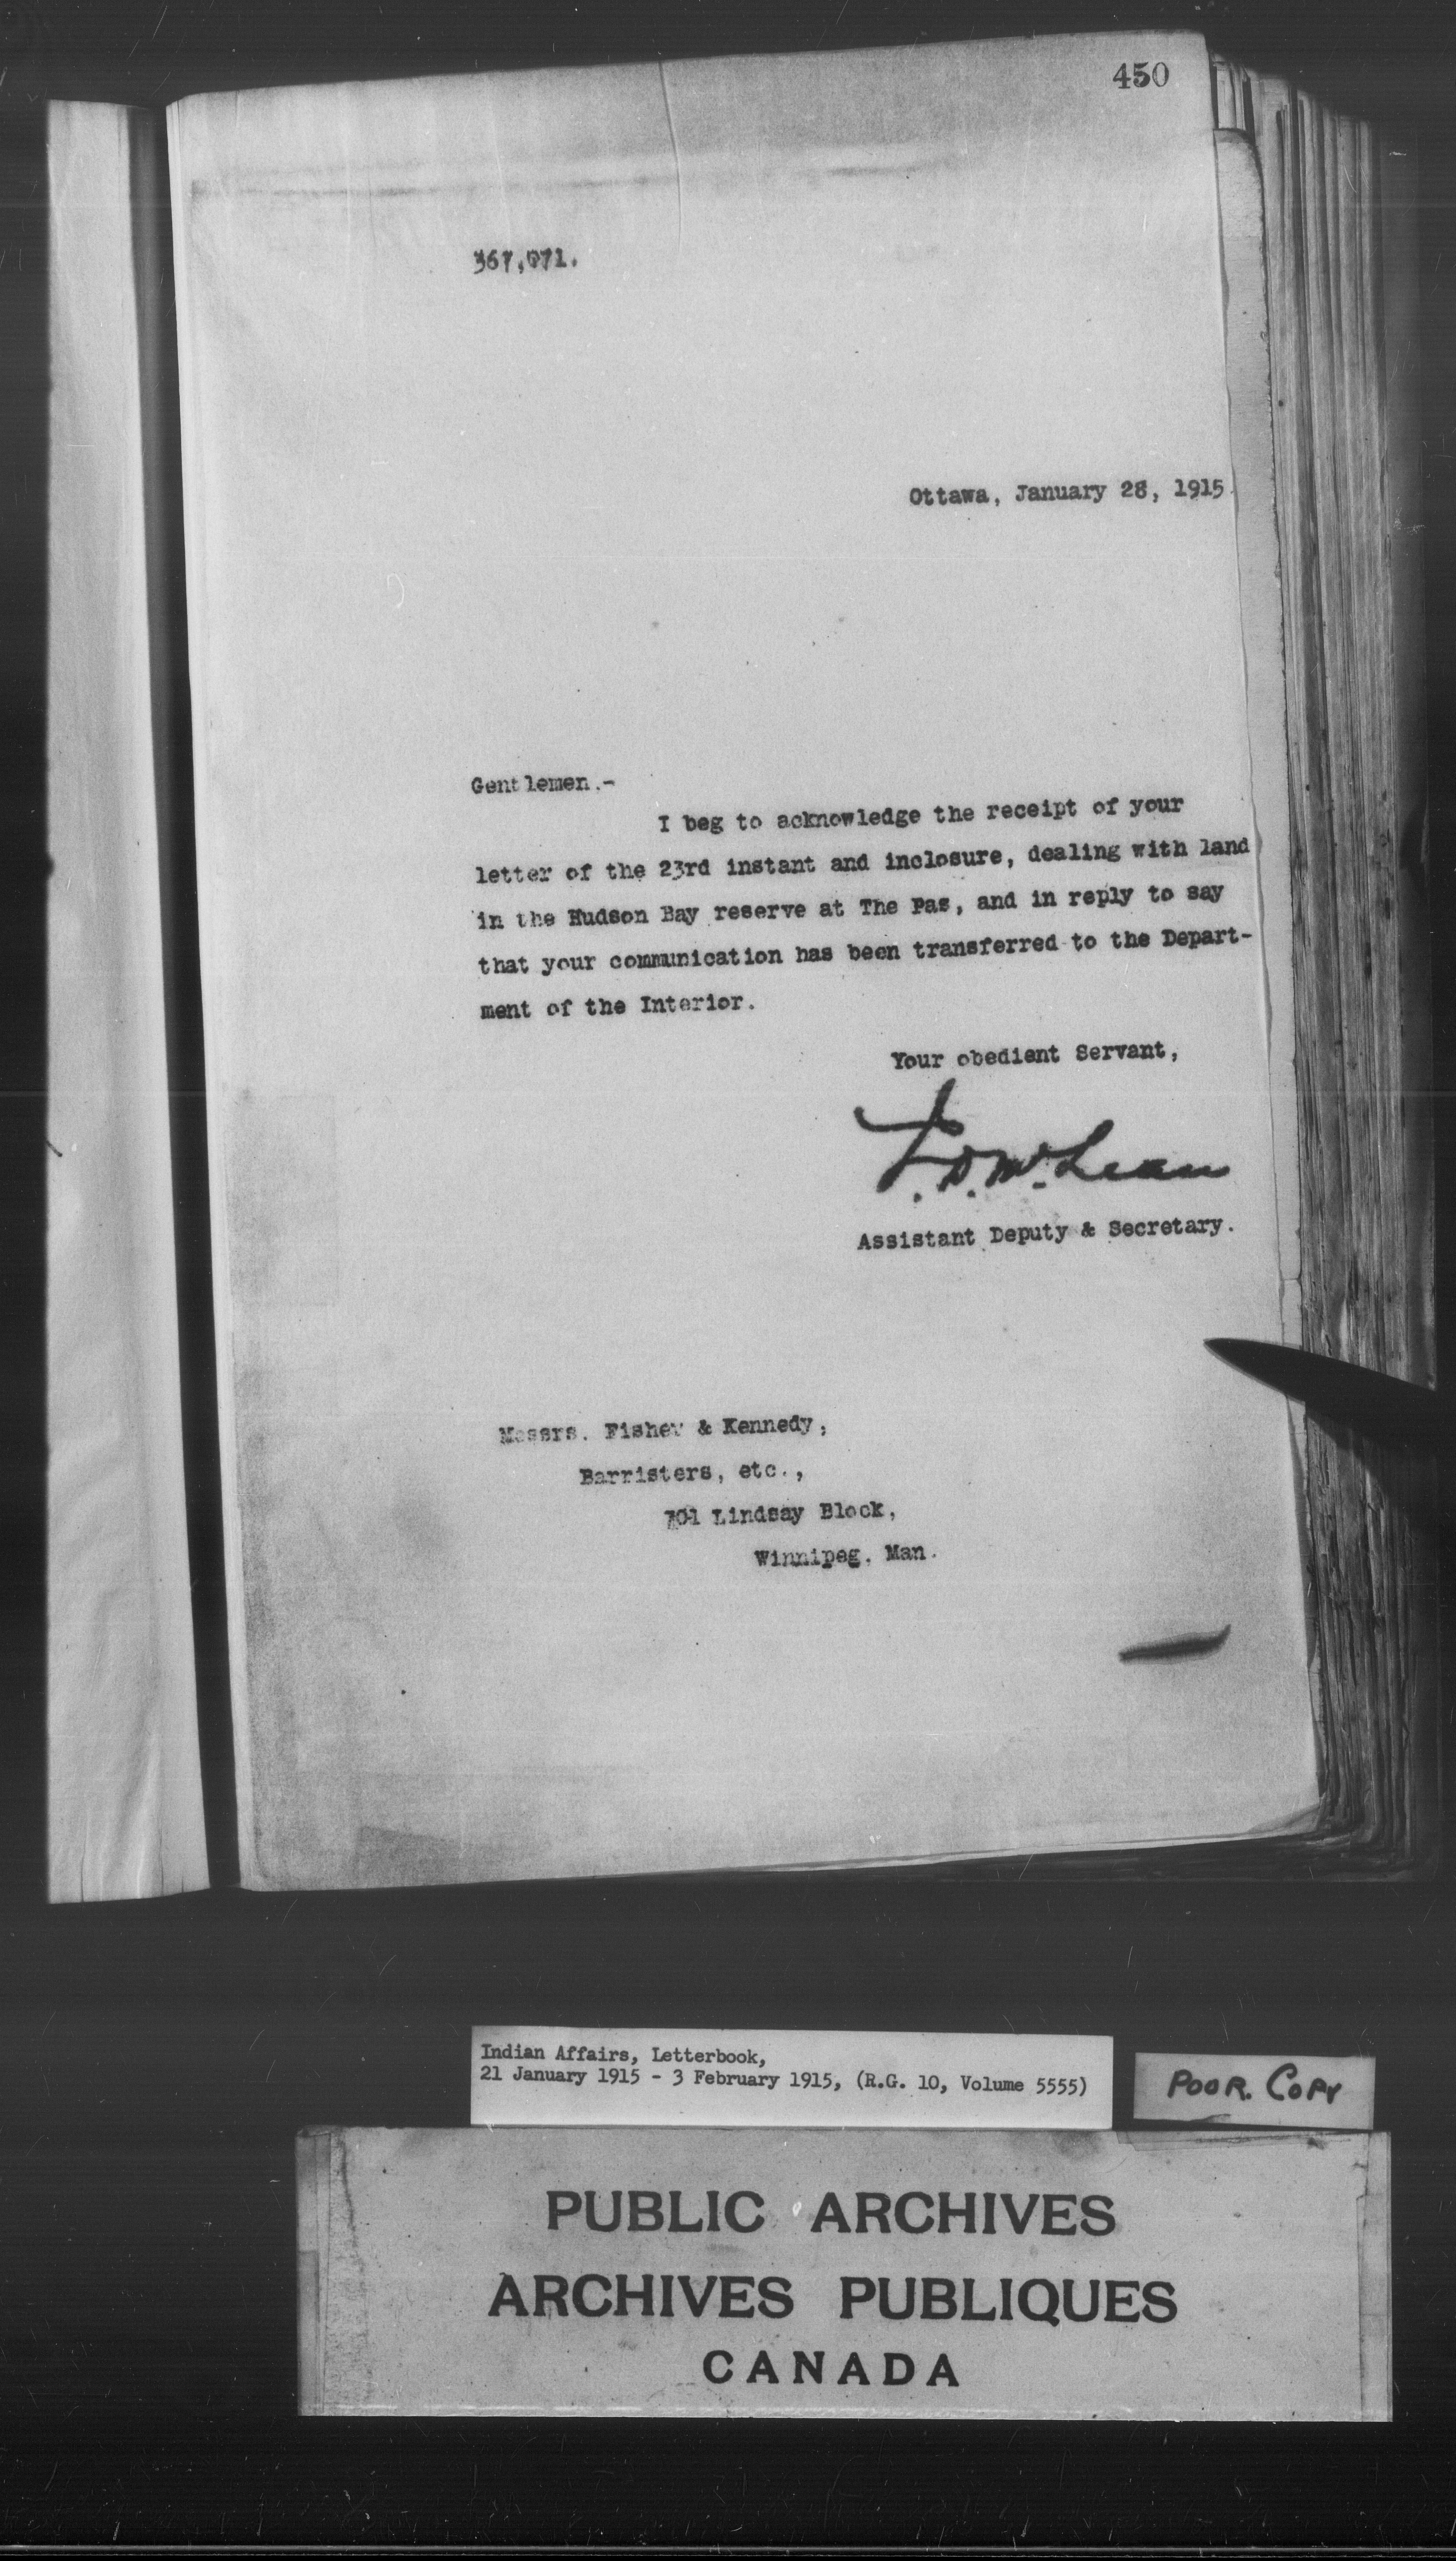 450
Ottawa, January 28, 1915.
Gentlemen.-
I beg to acknowledge the receipt of your
letter of the 23rd instant and inclosure, dealing with land
in the Hudson Bay reserve at The Pas, and in reply to say
that your communication has been transferred to the Depart-
ment of the Interior.
Your obedient Servant,
J.D.McLean
Assistant Deputy & Secretary.
Messrs. Fisher & Kennedy,
Barristers, etc.,
701 Lindsay Block,
Winnipeg, Man.
Indian Affairs, Letterbook,
21 January 1915 - 3 February 1915, (R.G. 10, Volume 5555)
POOR. COPY
PUBLIC ARCHIVES
ARCHIVES PUBLIQUES
CANADA